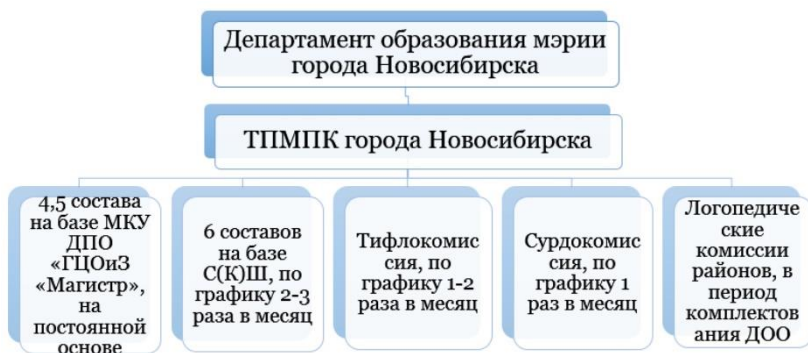 Департамент образования мэрии
города Новосибирска
ТПМПК города Новосибирска
4,5 состава
на базе МКУ
ДПО
«ГЦОиЗ
«Магистр»,
на
постоянной
основе
6 составов
на базе
С(К)Ш, по
графику 2-3
раза в месяц
Тифлокомис
сия, по
графику 1-2
раза в месяц
Сурдокомис
сия, по
графику 1
раз в месяц
Логопедиче
ские
комиссии
районов, в
период
комплектов
ания ДОО